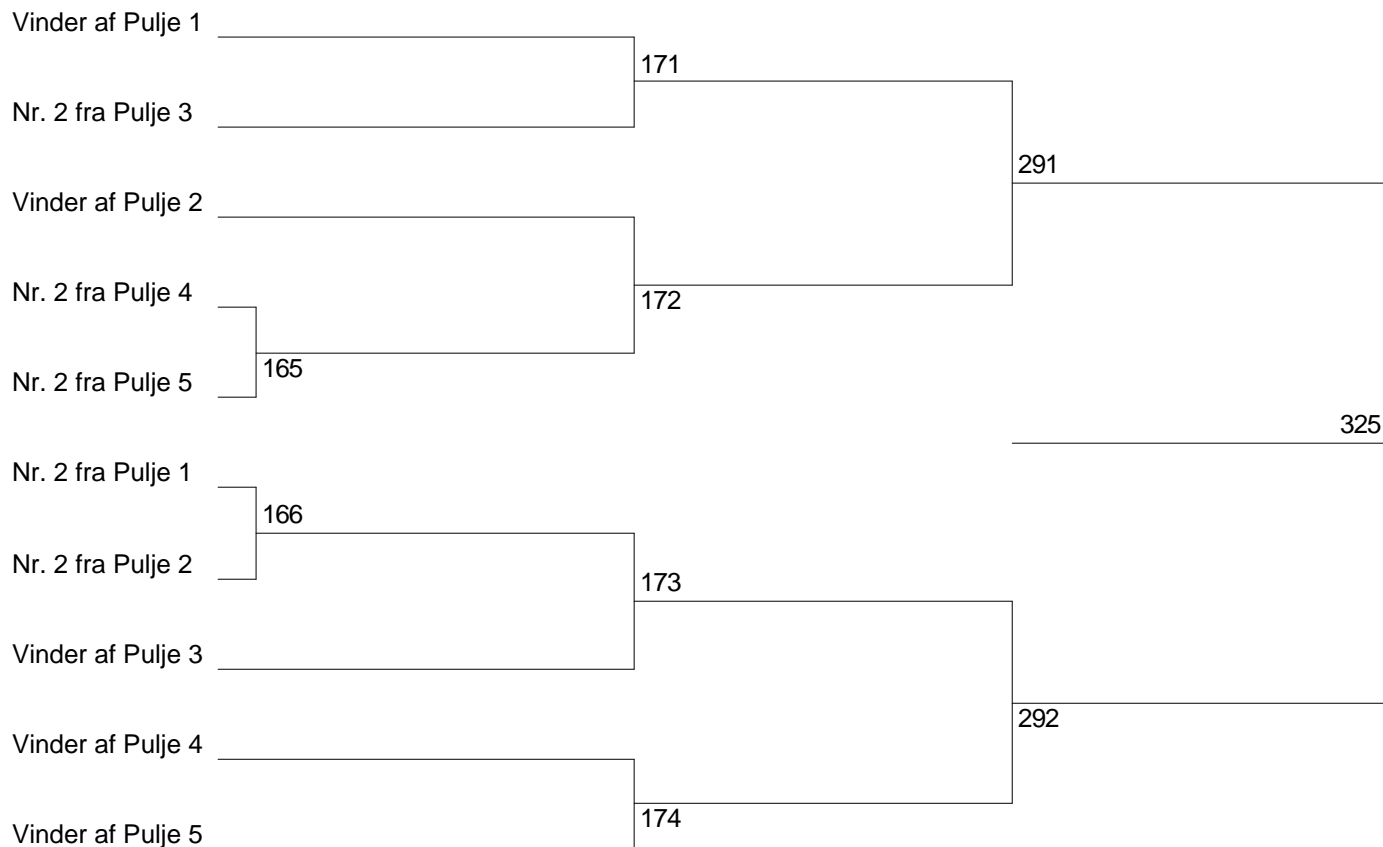 Vinder af Pulje 1
171
Nr. 2 fra Pulje 3
291
Vinder af Pulje 2
Nr. 2 fra Pulje 4
172
165
Nr. 2 fra Pulje 5
325
Nr. 2 fra Pulje 1
166
Nr. 2 fra Pulje 2
173
Vinder af Pulje 3
292
Vinder af Pulje 4
174
Vinder af Pulje 5